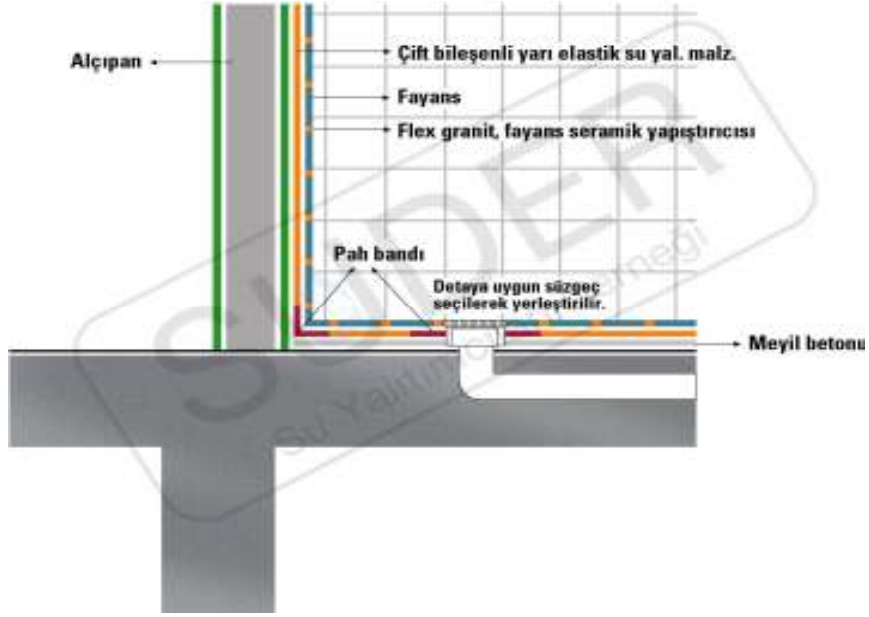 Alçıpan
Çift bileşenli yarı elastik su yal. malz.
Fayans
Flex granit, fayans seramik yapıştırıcısı
Pah bandı
Detaya uygun süzgeç
seçilerek yerleştirilir.
Meyil betonu
SUDER
Su Yalıtımcıları Derneği